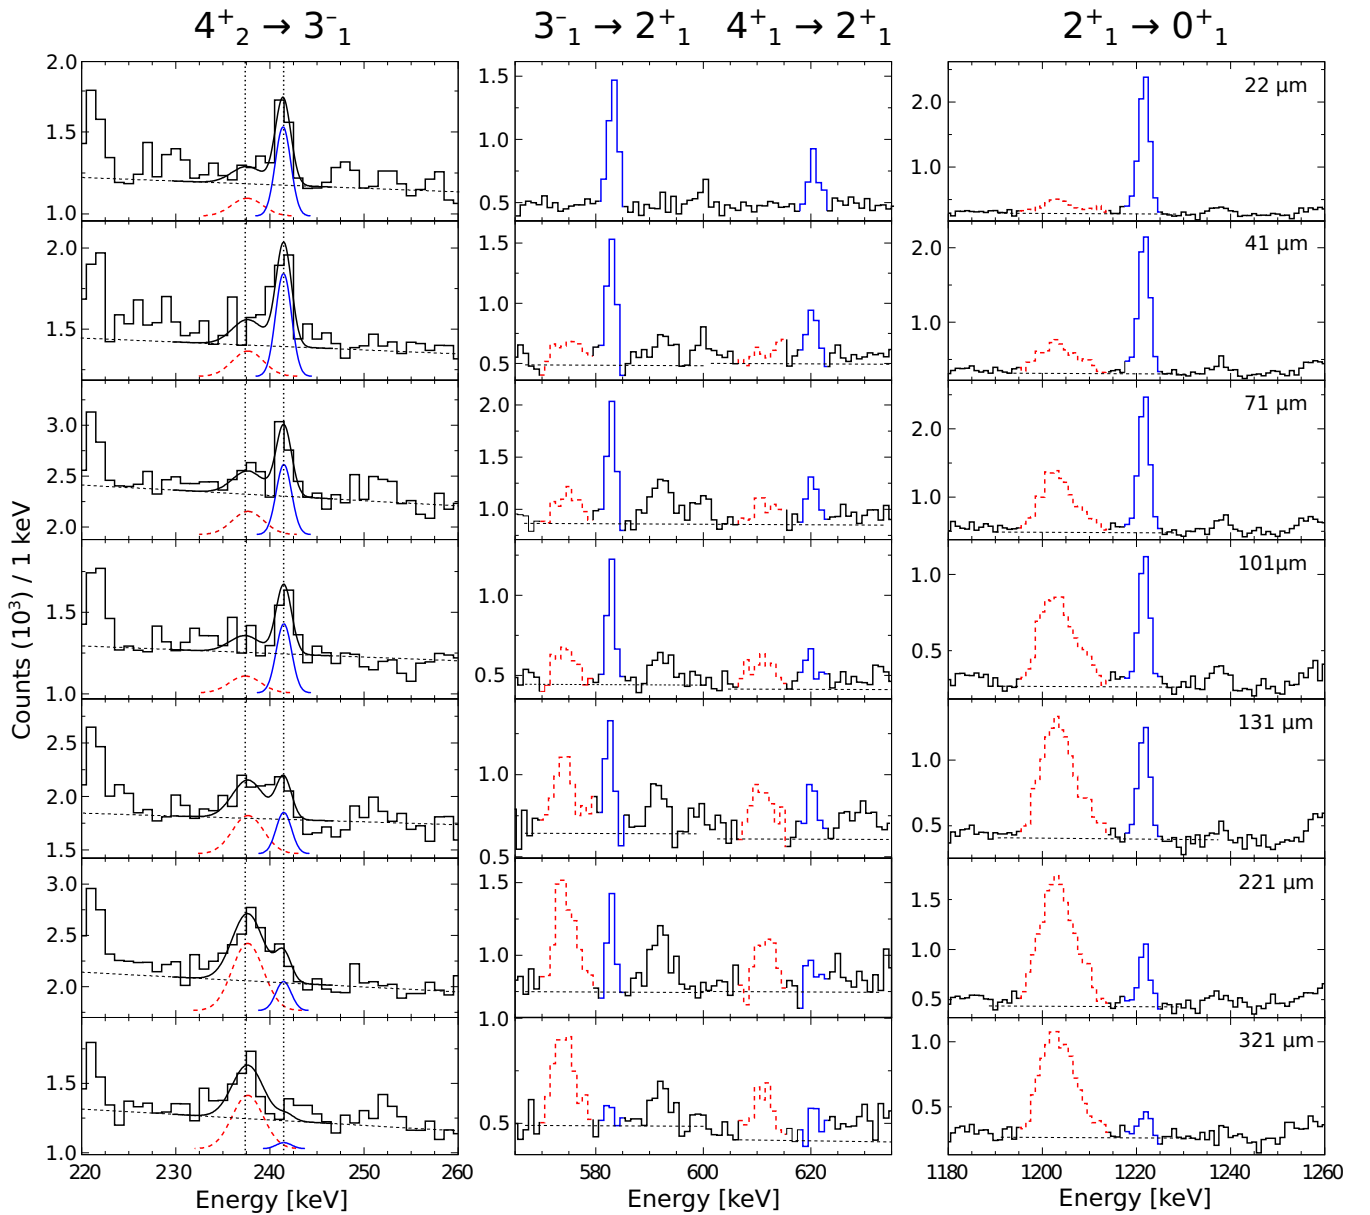 4⁺₂ → 3⁻₁ 3⁻₁ → 2⁺₁ 4⁺₁ → 2⁺₁ 2⁺₁ → 0⁺₁
2.0 1.5 1.0 1.5 1.0 0.5 2.0 1.0 22 μm
2.0 1.5 1.5 1.0 0.5 2.0 1.0 41 μm
3.0 2.5 2.0 2.0 1.5 1.0 2.0 1.0 71 μm
1.5 1.0 1.0 0.5 1.0 0.5 101μm
2.5 2.0 1.5 1.0 0.5 1.0 0.5 131 μm
3.0 2.5 2.0 1.5 1.0 1.5 1.0 0.5 221 μm
1.5 1.0 1.0 0.5 1.0 0.5 321 μm
Counts (10³) / 1 keV
220 230 240 250 260 580 600 620 1180 1200 1220 1240 1260
Energy [keV] Energy [keV] Energy [keV]